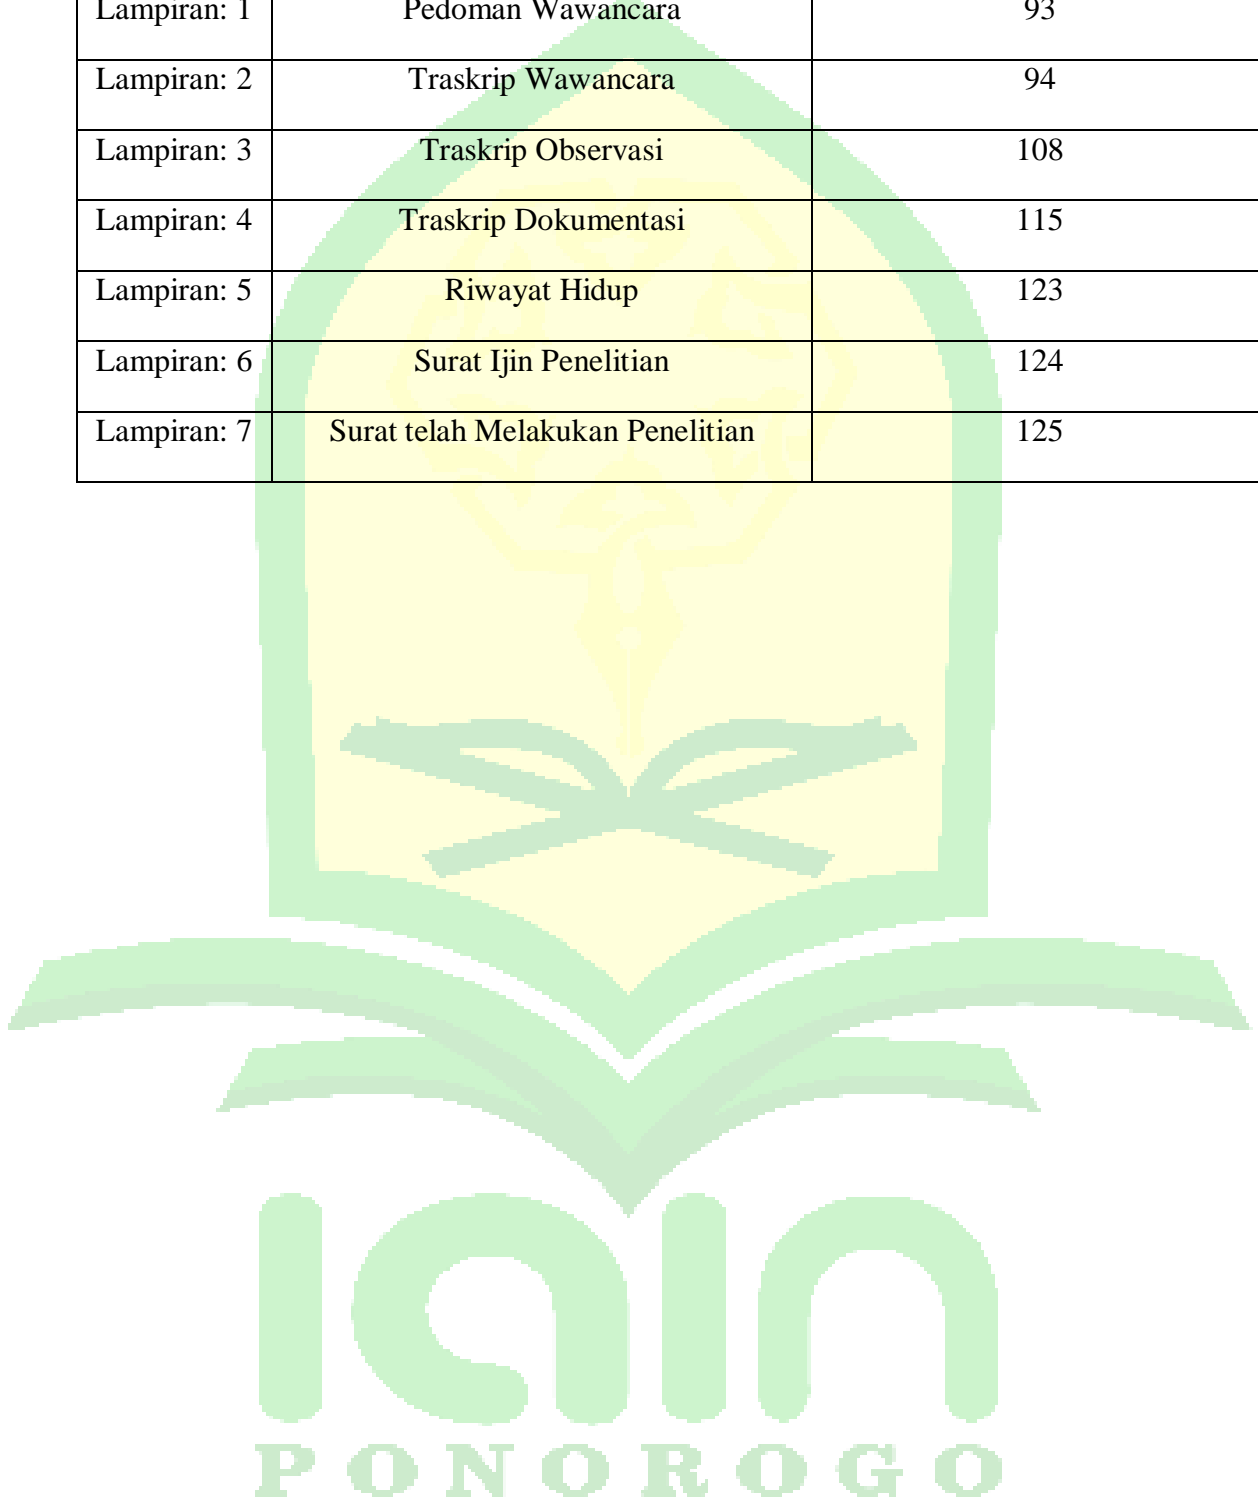 Lampiran: 1 Pedoman Wawancara 93
Lampiran: 2 Traskrip Wawancara 94
Lampiran: 3 Traskrip Observasi 108
Lampiran: 4 Traskrip Dokumentasi 115
Lampiran: 5 Riwayat Hidup 123
Lampiran: 6 Surat Ijin Penelitian 124
Lampiran: 7 Surat telah Melakukan Penelitian 125
iain
PONOROGO